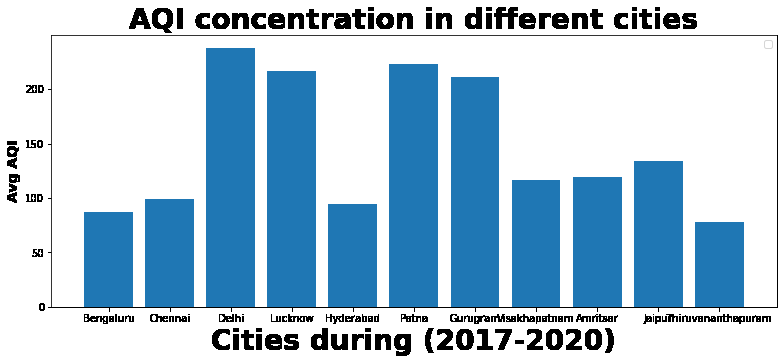 AQI concentration in different cities
Avg AQI
200
150
100
50
0
Bengaluru Chennai Delhi Lucknow Hyderabad Patna Gurugram Visakhapatnam Amritsar Jaipur Thiruvananthapuram
Cities during (2017-2020)